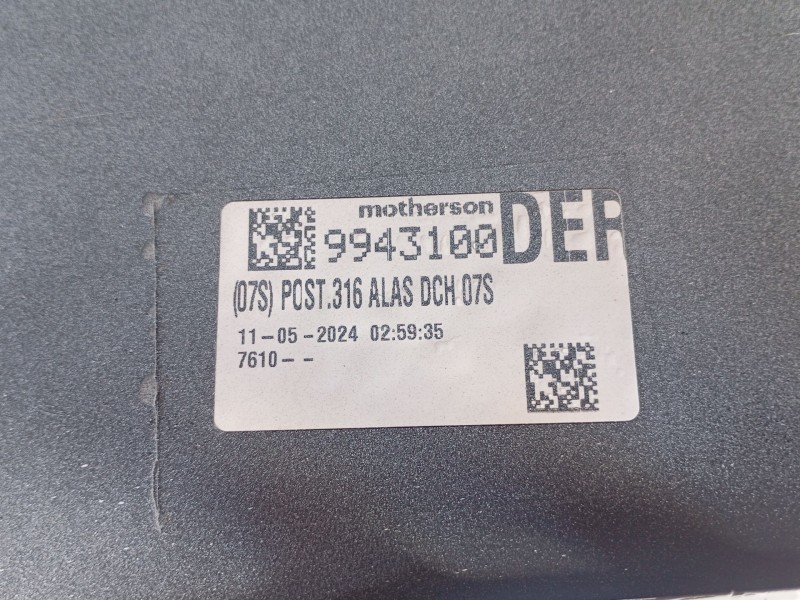 motherson
9943100 DER
(07S) POST.316 ALAS DCH 07S
11-05-2024 02:59:35
7610--